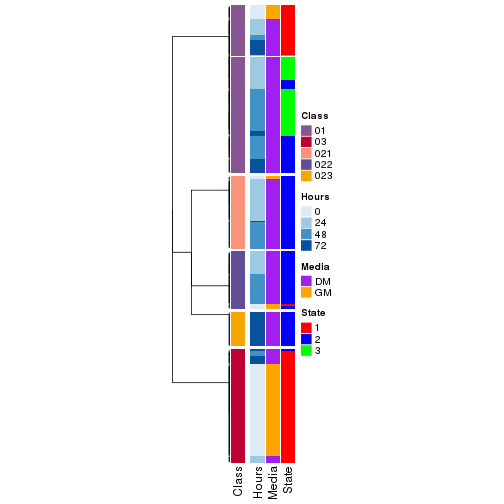 Class
01
03
021
022
023
Hours
0
24
48
72
Media
DM
GM
State
1
2
3
Class
Hours
Media
State